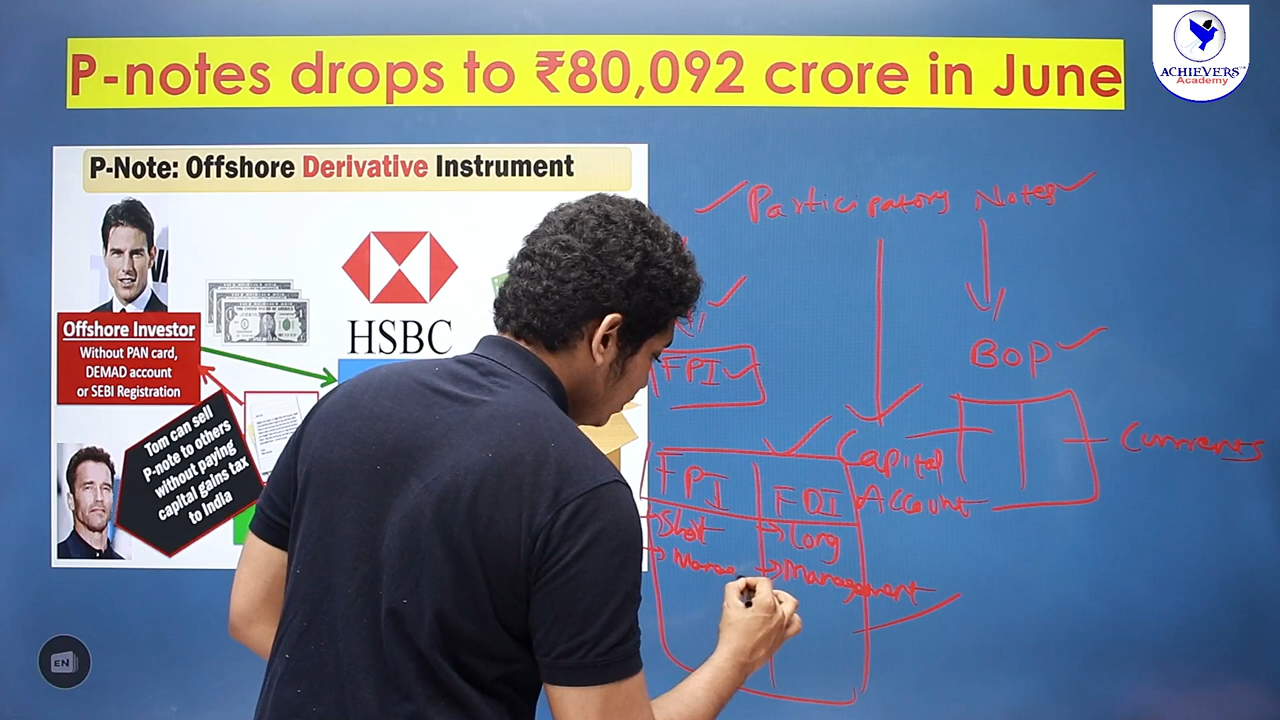 P-notes drops to ₹80,092 crore in June
ACHIEVERS
Academy
P-Note: Offshore Derivative Instrument
Offshore Investor
Without PAN card,
DEMAD account
or SEBI Registration
HSBC
Tom can sell
P-note to others
without paying
capital gains tax
to India
Participatory Notes
BOP
FPI
Capital
Account
Currents
FPI
FDI
Short
Long
Management
EN